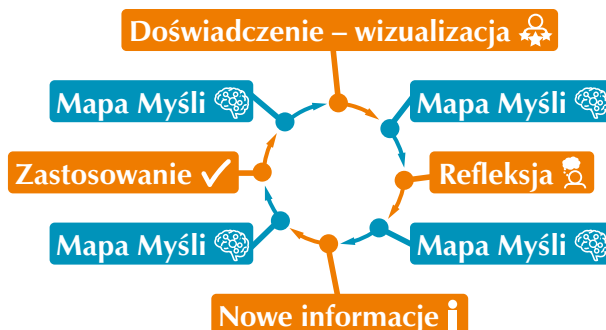 Doświadczenie – wizualizacja
Mapa Myśli
Mapa Myśli
Zastosowanie
Refleksja
Mapa Myśli
Mapa Myśli
Nowe informacje